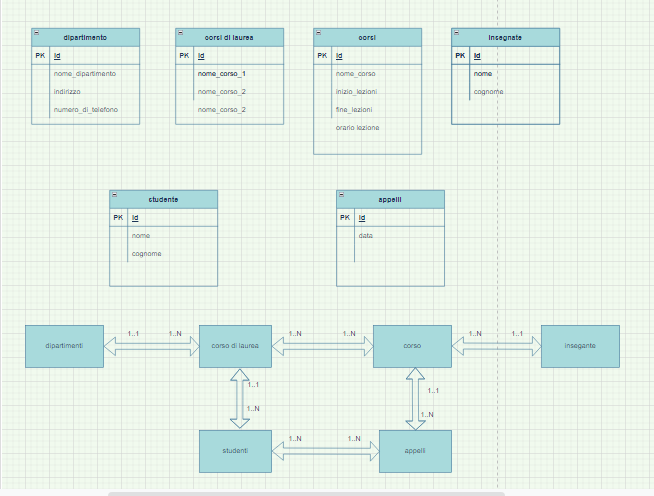 dipartimento
PK id
nome_dipartimento
indirizzo
numero_di_telefono
corsi di laurea
PK id
nome_corso_1
nome_corso_2
nome_corso_2
corsi
PK id
nome_corso
inizio_lezioni
fine_lezioni
orario lezione
insegnate
PK id
nome
cognome
studente
PK id
nome
cognome
appelli
PK id
data
dipartimenti
1..1
1..N
corso di laurea
1..N
1..N
corso
1..N
1..1
insegante
1..1
1..N
1..1
1..N
studenti
1..N
1..N
appelli